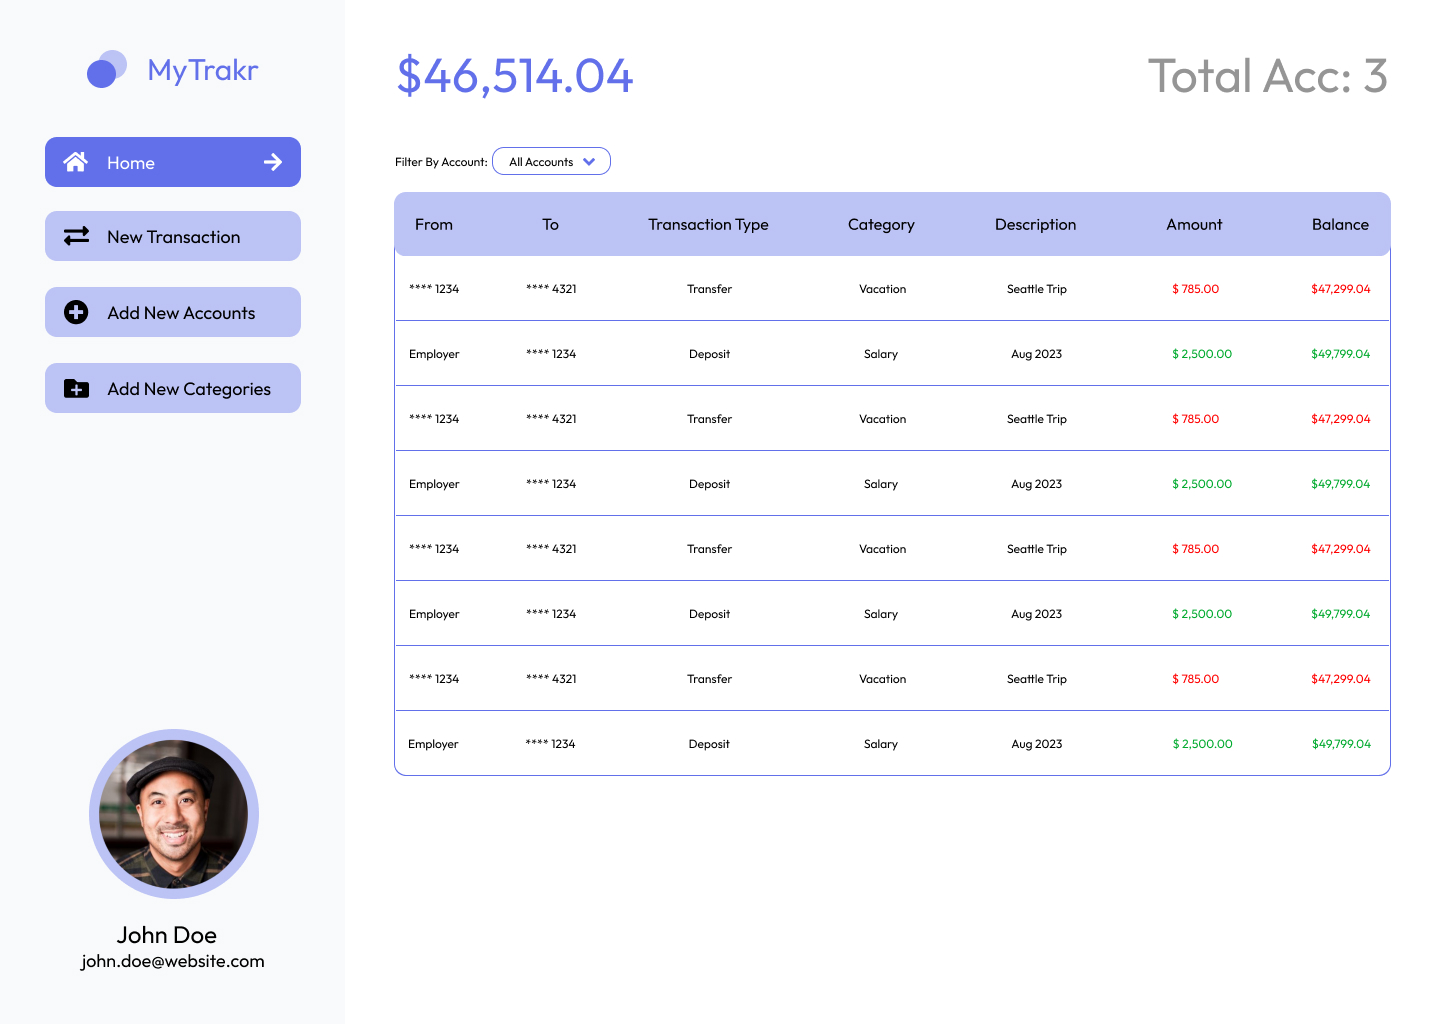 MyTrakr
Home
New Transaction
Add New Accounts
Add New Categories
John Doe
john.doe@website.com
$46,514.04 Total Acc: 3
Filter By Account: All Accounts
From To Transaction Type Category Description Amount Balance
**** 1234 **** 4321 Transfer Vacation Seattle Trip $ 785.00 $47,299.04
Employer **** 1234 Deposit Salary Aug 2023 $ 2,500.00 $49,799.04
**** 1234 **** 4321 Transfer Vacation Seattle Trip $ 785.00 $47,299.04
Employer **** 1234 Deposit Salary Aug 2023 $ 2,500.00 $49,799.04
**** 1234 **** 4321 Transfer Vacation Seattle Trip $ 785.00 $47,299.04
Employer **** 1234 Deposit Salary Aug 2023 $ 2,500.00 $49,799.04
**** 1234 **** 4321 Transfer Vacation Seattle Trip $ 785.00 $47,299.04
Employer **** 1234 Deposit Salary Aug 2023 $ 2,500.00 $49,799.04